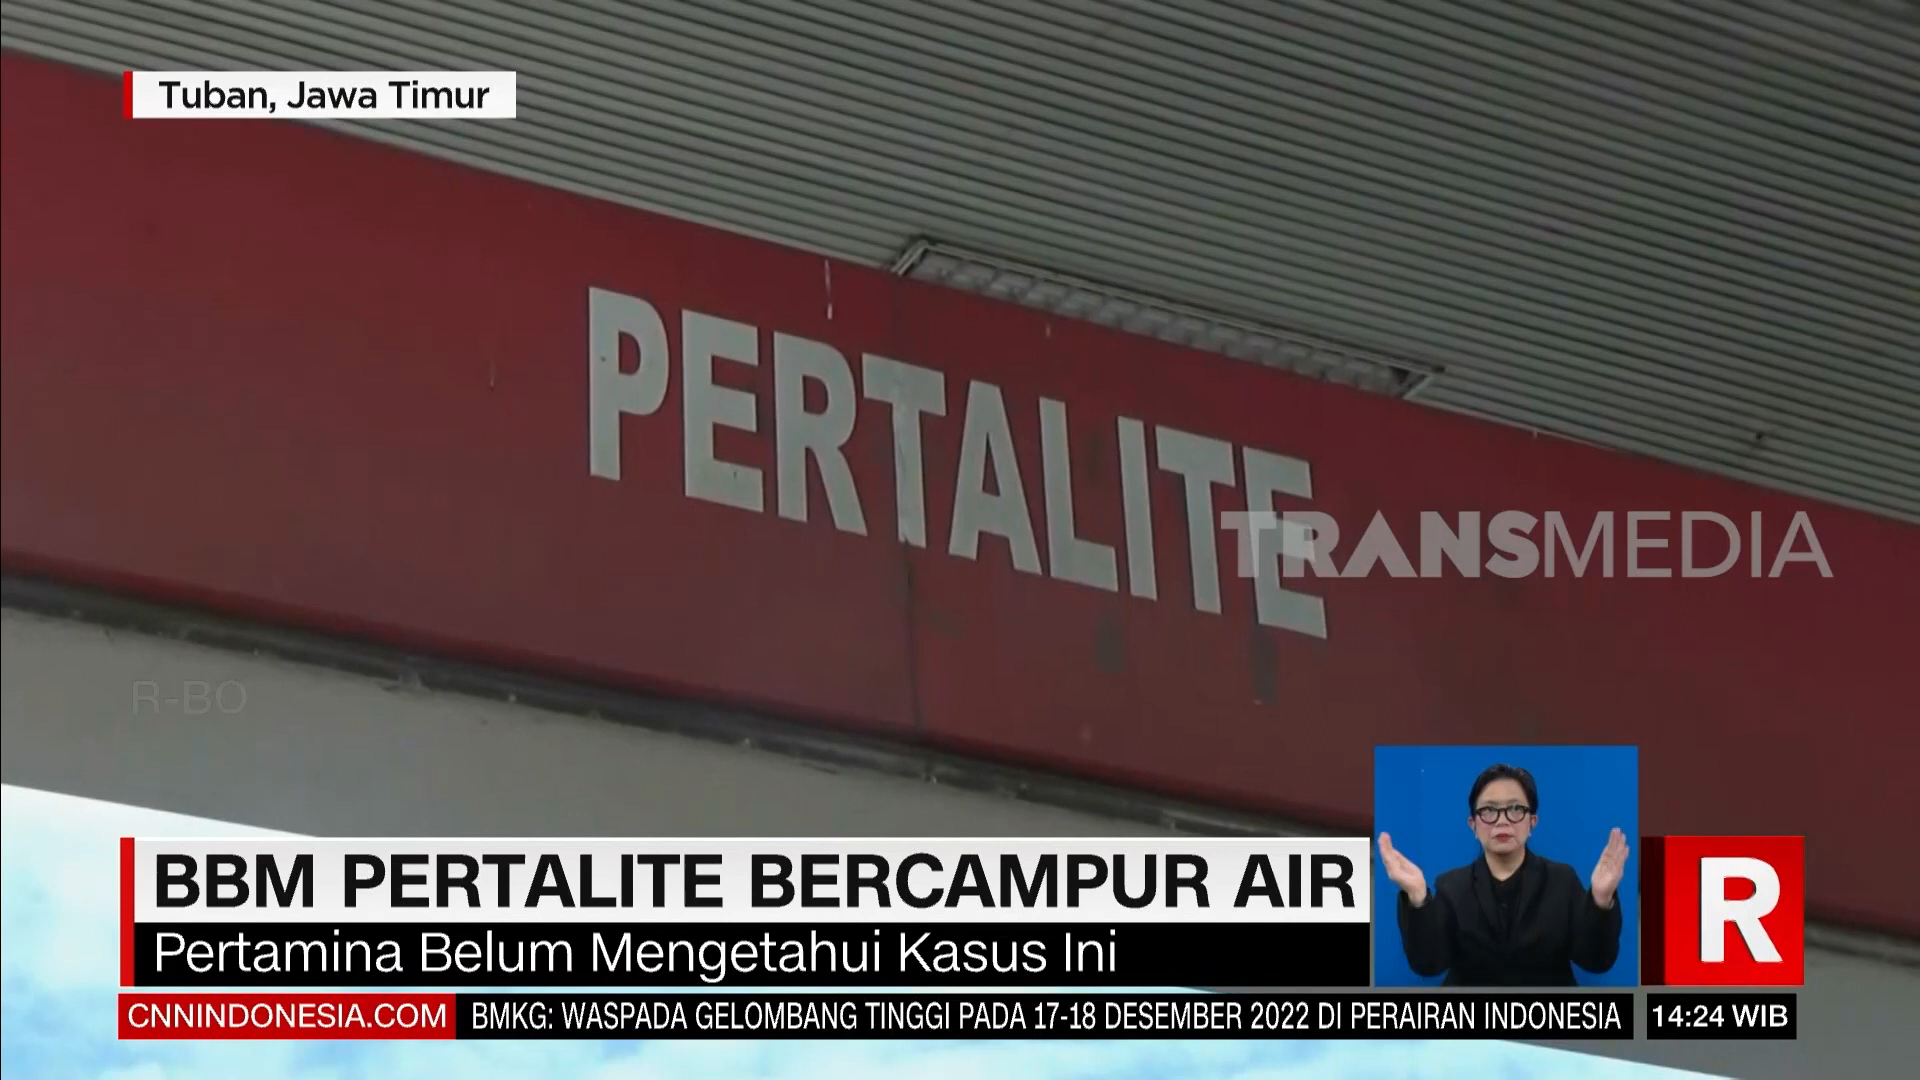 Tuban, Jawa Timur
PERTALITE
TRANSMEDIA
R-BO
BBM PERTALITE BERCAMPUR AIR
Pertamina Belum Mengetahui Kasus Ini
R
CNNINDONESIA.COM BMKG: WASPADA GELOMBANG TINGGI PADA 17-18 DESEMBER 2022 DI PERAIRAN INDONESIA 14:24 WIB